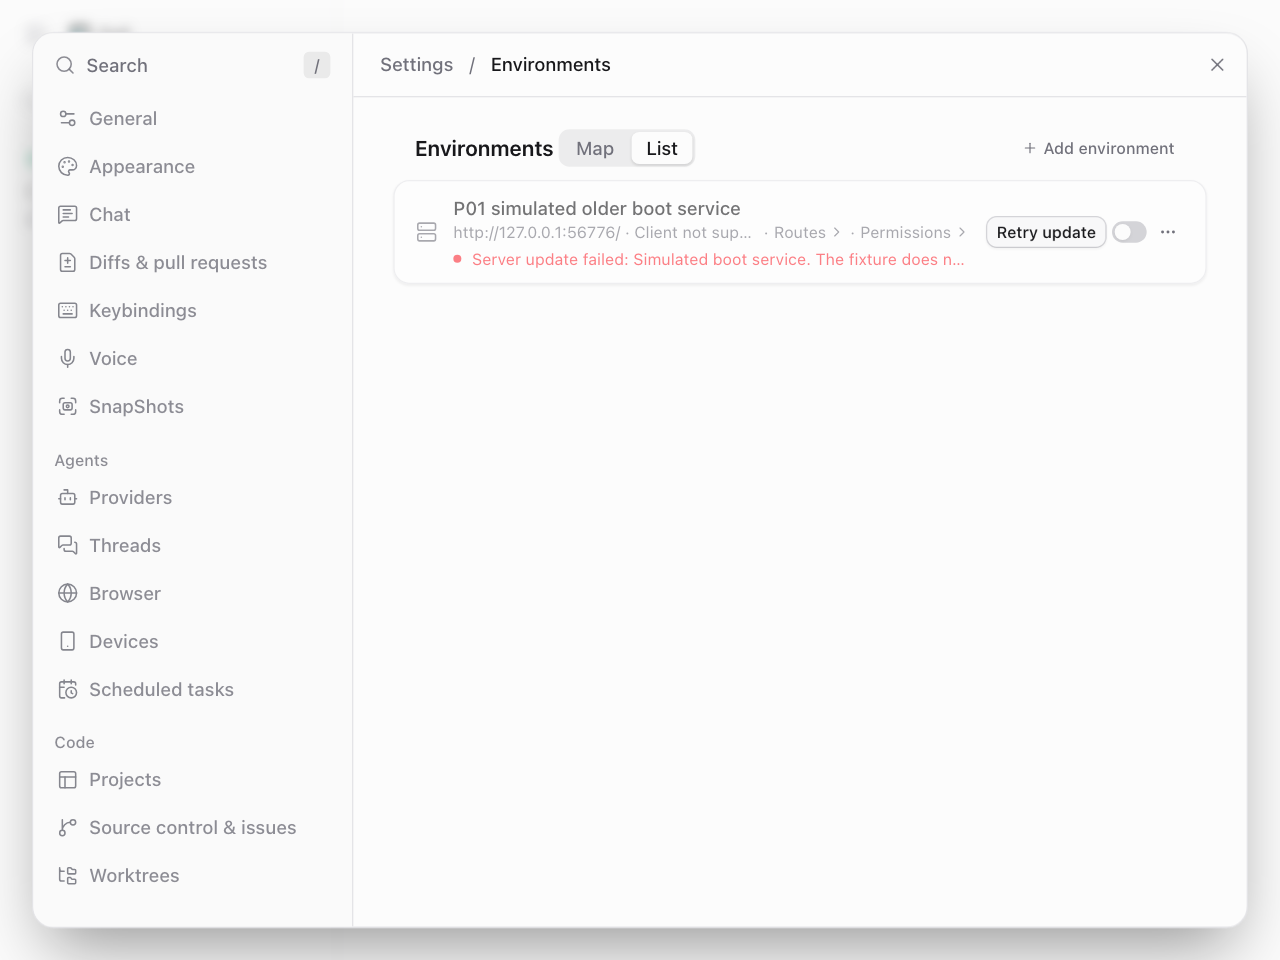 Search
/
General
Appearance
Chat
Diffs & pull requests
Keybindings
Voice
SnapShots
Agents
Providers
Threads
Browser
Devices
Scheduled tasks
Code
Projects
Source control & issues
Worktrees
Settings / Environments
Environments
Map
List
+ Add environment
P01 simulated older boot service
http://127.0.0.1:56776/ · Client not sup... · Routes > · Permissions >
Server update failed: Simulated boot service. The fixture does n...
Retry update